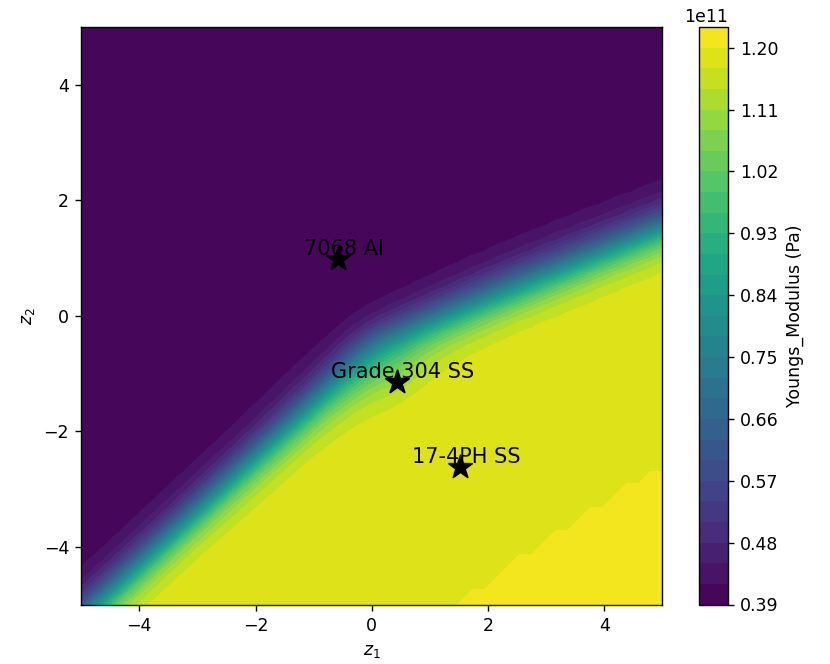 1e11
4
2
0
−2
−4
z₂
7068 Al
Grade 304 SS
17-4PH SS
−4
−2
0
2
4
z₁
1.20
1.11
1.02
0.93
0.84
0.75
0.66
0.57
0.48
0.39
Youngs_Modulus (Pa)